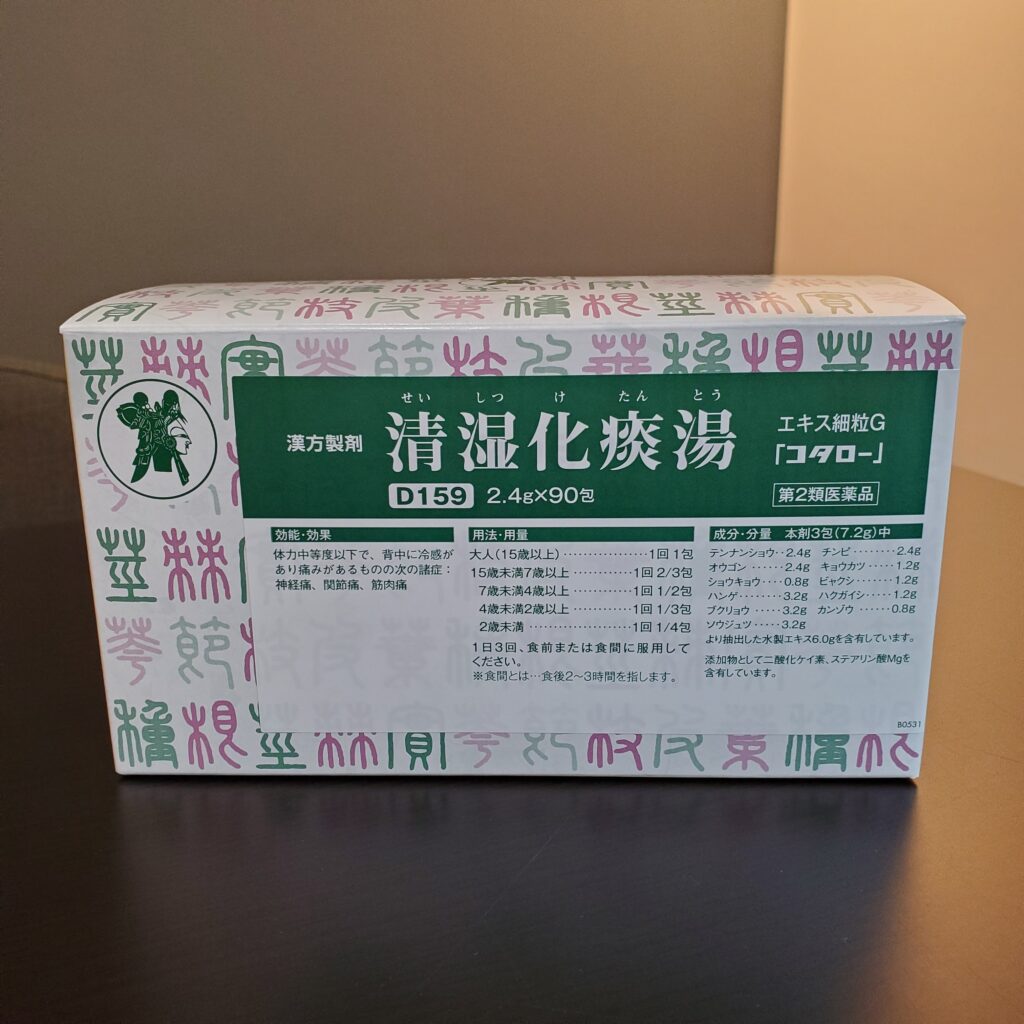 せいしつけたんとう
漢方製剤 清湿化痰湯 エキス細粒G
「コタロー」
D159 2.4g×90包 第2類医薬品
効能・効果
体力中等度以下で、背中に冷感が
あり痛みがあるものの次の諸症：
神経痛、関節痛、筋肉痛
用法・用量
大人（15歳以上）………………1回 1包
15歳未満7歳以上………………1回 2/3包
7歳未満4歳以上………………1回 1/2包
4歳未満2歳以上………………1回 1/3包
2歳未満………………1回 1/4包
1日3回、食前または食間に服用して
ください。
※食間とは…食後2〜3時間を指します。
成分・分量 本剤3包（7.2g）中
テンナンショウ‥2.4g チンピ‥‥‥‥2.4g
オウゴン‥‥‥2.4g キョウカツ‥‥1.2g
ショウキョウ‥‥0.8g ビャクシ‥‥‥1.2g
ハンゲ‥‥‥‥3.2g ハクガイシ‥‥1.2g
ブクリョウ‥‥‥3.2g カンゾウ‥‥‥0.8g
ソウジュツ‥‥‥3.2g
より抽出した水製エキス6.0gを含有しています。
添加物として二酸化ケイ素、ステアリン酸Mgを
含有しています。
B0531